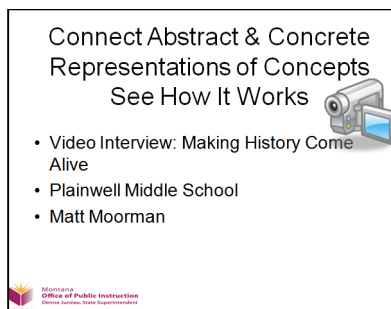 Connect Abstract & Concrete
Representations of Concepts
See How It Works
• Video Interview: Making History Come
Alive
• Plainwell Middle School
• Matt Moorman
Montana
Office of Public Instruction
Denise Juneau, State Superintendent